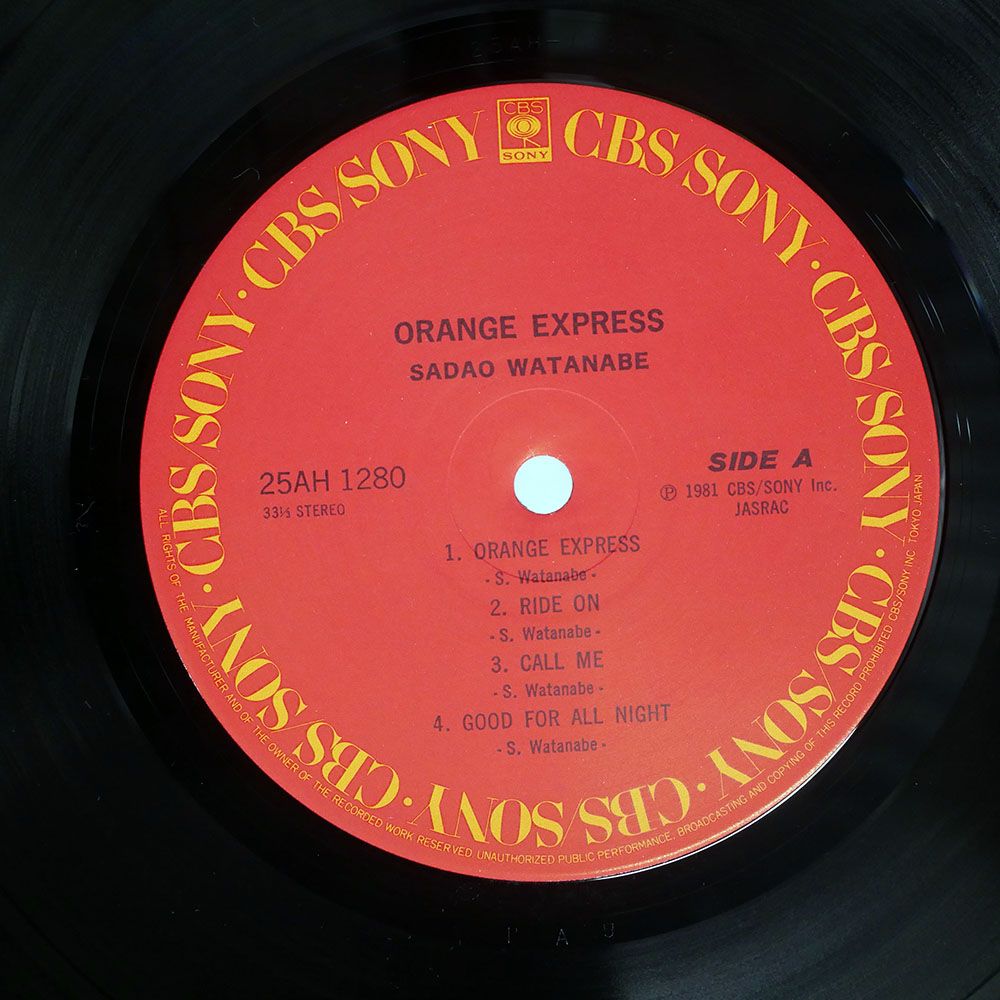 CBS
SONY
CBS/SONY · CBS/SONY · CBS/SONY · CBS/SONY · CBS/SONY · CBS/SONY · CBS/SONY · CBS/SONY
ORANGE EXPRESS
SADAO WATANABE
25AH 1280
33⅓ STEREO
SIDE A
Ⓟ 1981 CBS/SONY Inc.
JASRAC
1. ORANGE EXPRESS
- S. Watanabe -
2. RIDE ON
- S. Watanabe -
3. CALL ME
- S. Watanabe -
4. GOOD FOR ALL NIGHT
- S. Watanabe -
ALL RIGHTS OF THE MANUFACTURER AND OF THE OWNER OF THE RECORDED WORK RESERVED UNAUTHORIZED PUBLIC PERFORMANCE, BROADCASTING AND COPYING OF THIS RECORD PROHIBITED CBS/SONY INC TOKYO JAPAN